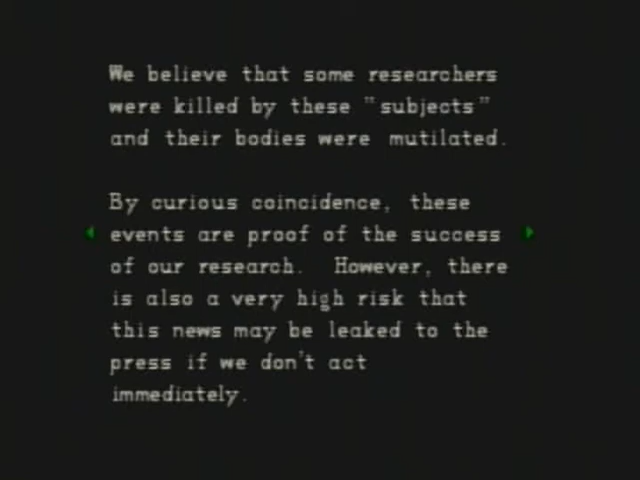 We believe that some researchers
were killed by these "subjects"
and their bodies were mutilated.
By curious coincidence, these
events are proof of the success
of our research. However, there
is also a very high risk that
this news may be leaked to the
press if we don't act
immediately.